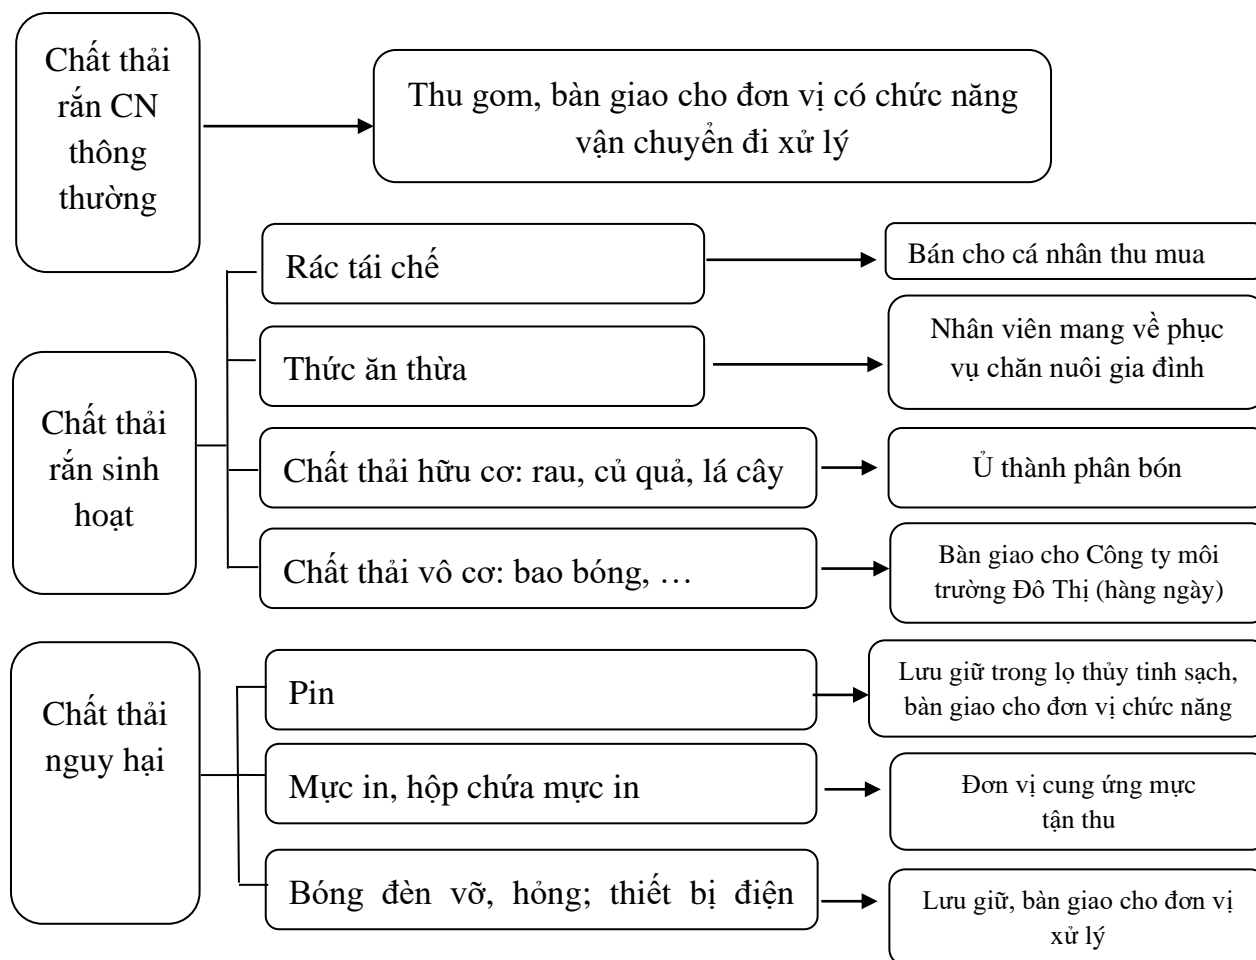 Chất thải
rắn CN
thông
thường
Thu gom, bàn giao cho đơn vị có chức năng
vận chuyển đi xử lý
Chất thải
rắn sinh
hoạt
Rác tái chế
Bán cho cá nhân thu mua
Thức ăn thừa
Nhân viên mang về phục
vụ chăn nuôi gia đình
Chất thải hữu cơ: rau, củ quả, lá cây
Ủ thành phân bón
Chất thải vô cơ: bao bóng, …
Bàn giao cho Công ty môi
trường Đô Thị (hàng ngày)
Chất thải
nguy hại
Pin
Lưu giữ trong lọ thủy tinh sạch,
bàn giao cho đơn vị chức năng
Mực in, hộp chứa mực in
Đơn vị cung ứng mực
tận thu
Bóng đèn vỡ, hỏng; thiết bị điện
Lưu giữ, bàn giao cho đơn vị
xử lý